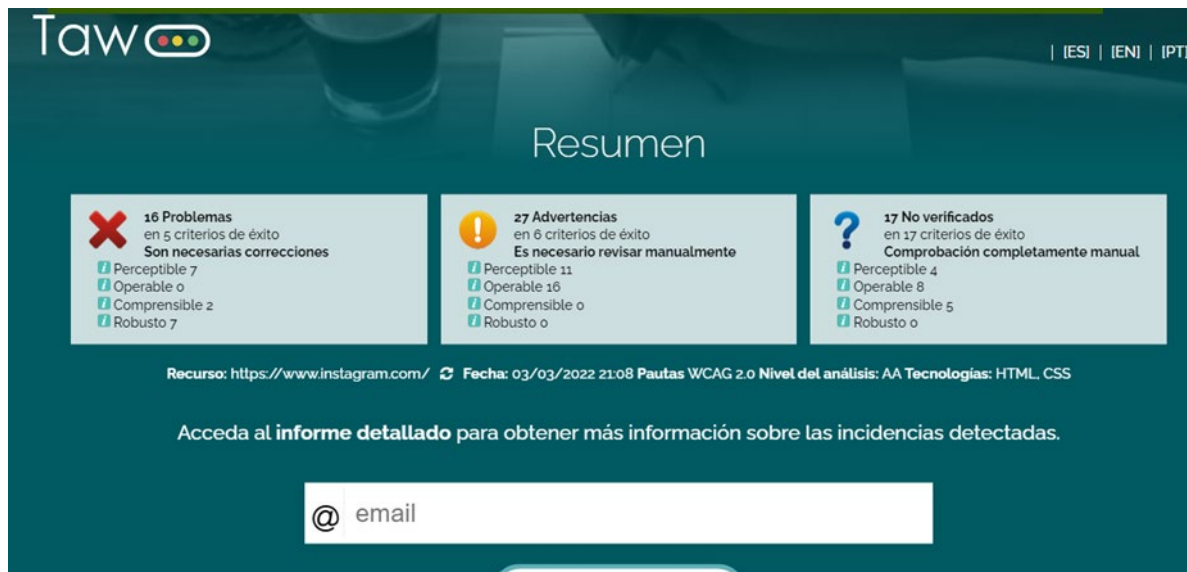 Taw
| [ES] | [EN] | [PT]
Resumen
16 Problemas
en 5 criterios de éxito
Son necesarias correcciones
Perceptible 7
Operable 0
Comprensible 2
Robusto 7
27 Advertencias
en 6 criterios de éxito
Es necesario revisar manualmente
Perceptible 11
Operable 16
Comprensible 0
Robusto 0
17 No verificados
en 17 criterios de éxito
Comprobación completamente manual
Perceptible 4
Operable 8
Comprensible 5
Robusto 0
Recurso: https://www.instagram.com/ Fecha: 03/03/2022 21:08 Pautas WCAG 2.0 Nivel del análisis: AA Tecnologías: HTML, CSS
Acceda al informe detallado para obtener más información sobre las incidencias detectadas.
@ email